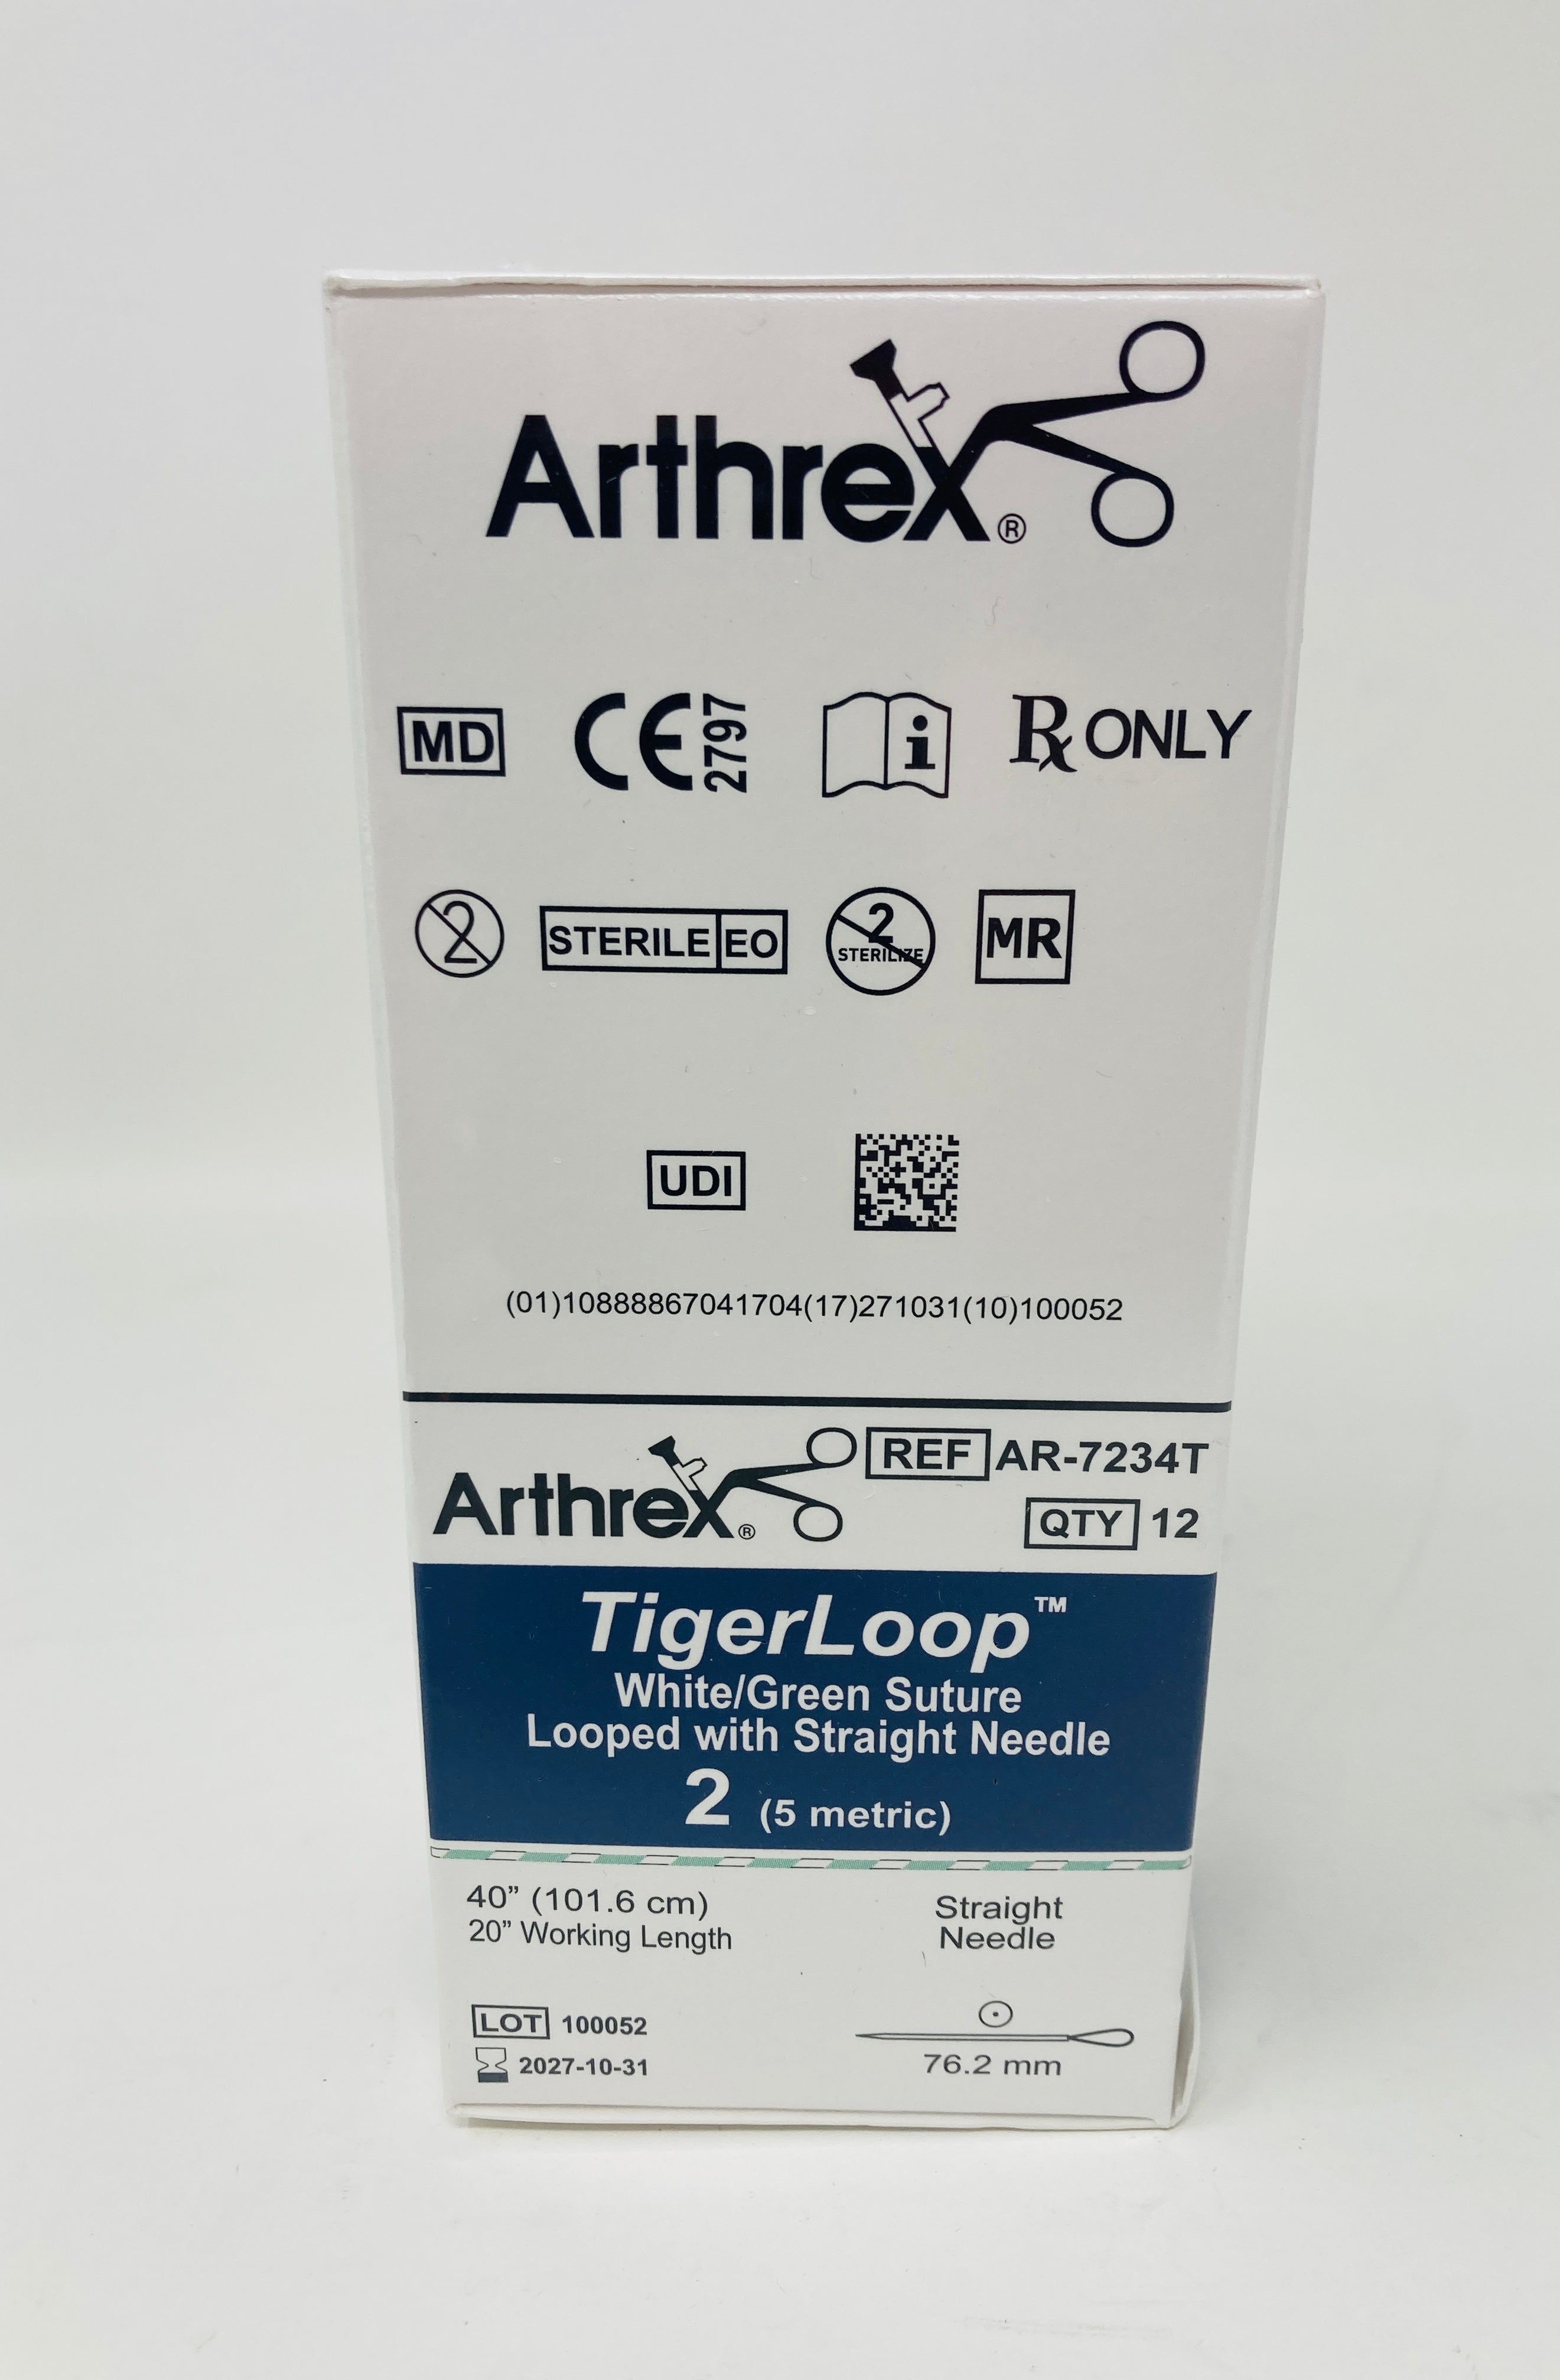 Arthrex®
MD CE 2797 i Rx ONLY
2 STERILE EO 2 STERILIZE MR
UDI
(01)10888867041704(17)271031(10)100052
Arthrex® REF AR-7234T
QTY 12
TigerLoop™
White/Green Suture
Looped with Straight Needle
2 (5 metric)
40” (101.6 cm) Straight
20” Working Length Needle
LOT 100052
2027-10-31 76.2 mm